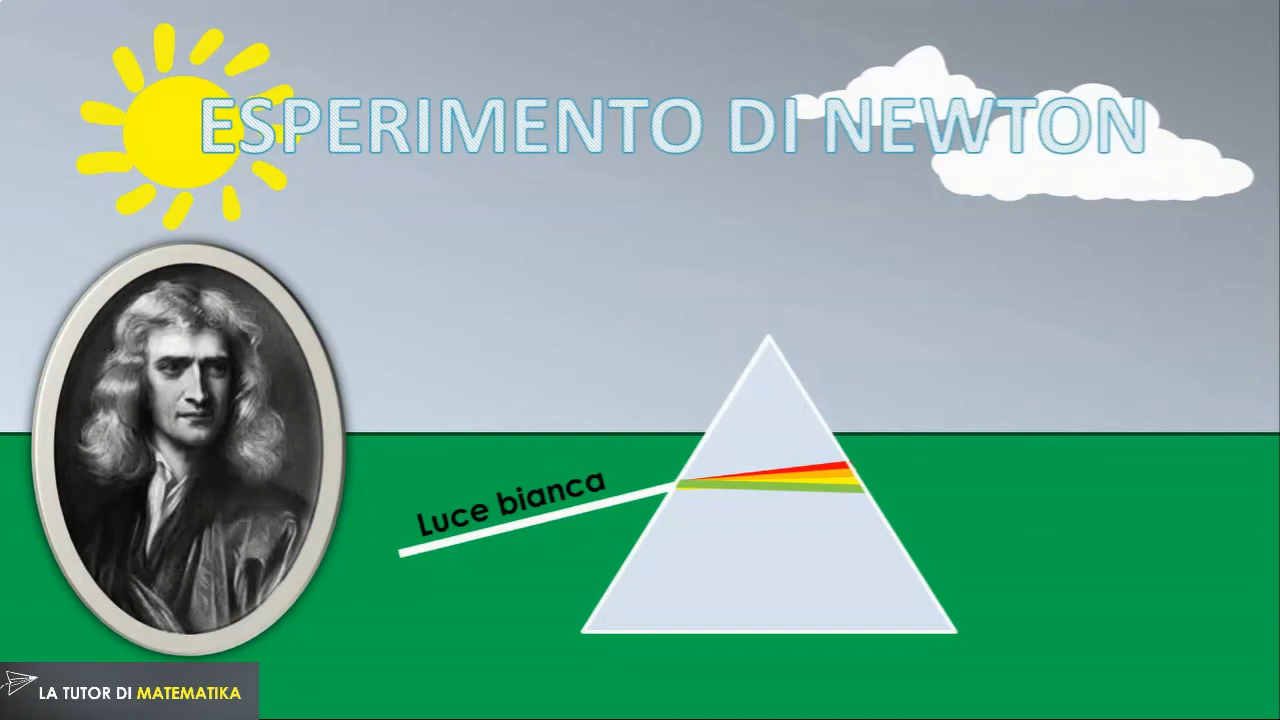 ESPERIMENTO DI NEWTON
Luce bianca
LA TUTOR DI MATEMATIKA